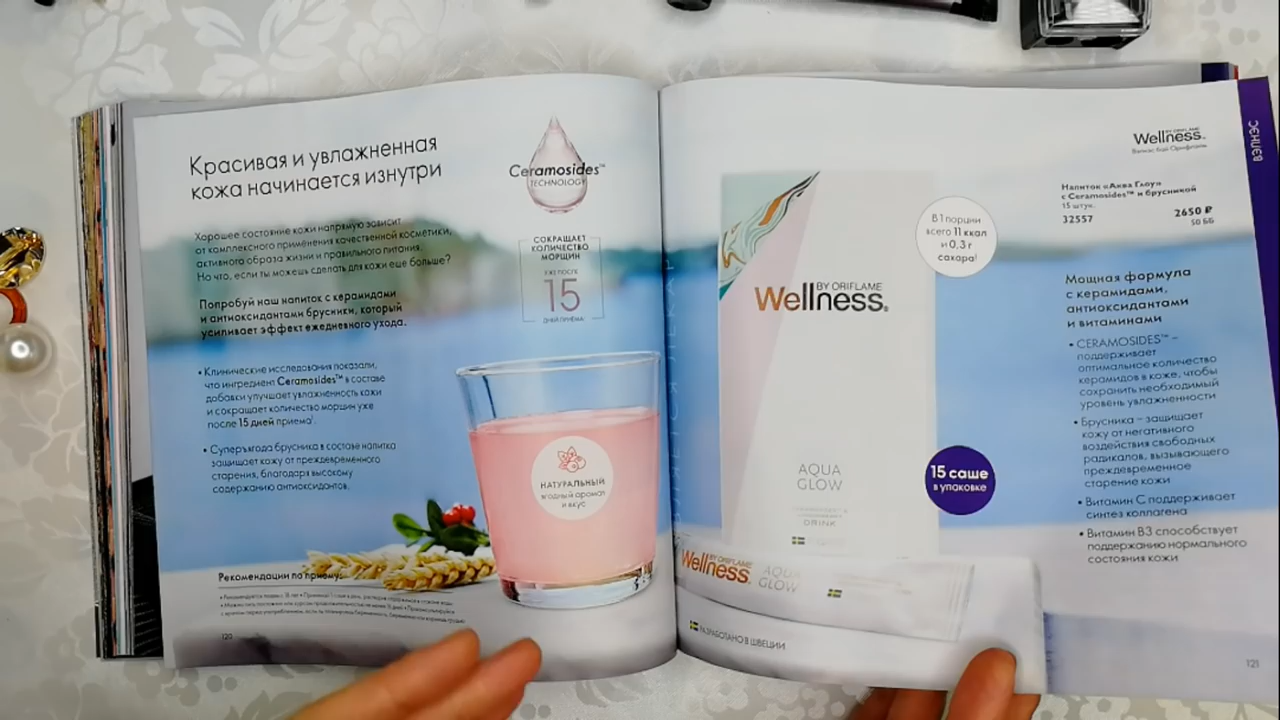 Красивая и увлажненная
кожа начинается изнутри
Хорошее состояние кожи напрямую зависит
от комплексного применения качественной косметики,
активного образа жизни и правильного питания.
Но что, если ты можешь сделать для кожи еще больше?
Попробуй наш напиток с керамидами
и антиоксидантами брусники, который
усиливает эффект ежедневного ухода.
• Клинические исследования показали,
что ингредиент Ceramosides™ в составе
добавки улучшает увлажненность кожи
и сокращает количество морщин уже
после 15 дней приема¹.
• Суперъягода брусника в составе напитка
защищает кожу от преждевременного
старения, благодаря высокому
содержанию антиоксидантов.
Ceramosides™
TECHNOLOGY
СОКРАЩАЕТ
КОЛИЧЕСТВО
МОРЩИН
УЖЕ ПОСЛЕ
15
ДНЕЙ ПРИЕМА
НАТУРАЛЬНЫЙ
ягодный аромат
и вкус
Рекомендации по приему:
120
Wellness
BY ORIFLAME
AQUA
GLOW
DRINK
Wellness
BY ORIFLAME
AQUA
GLOW
РАЗРАБОТАНО В ШВЕЦИИ
В 1 порции
всего 11 ккал
и 0,3 г
сахара!
15 саше
в упаковке
BY ORIFLAME
Wellness
Вэлнэс бай Орифлэйм
ВЭЛНЭС
Напиток «Аква Глоу»
с Ceramosides™ и брусникой
15 штук.
32557 2650 ₽
50 ББ
Мощная формула
с керамидами,
антиоксидантами
и витаминами
• CERAMOSIDES™ –
поддерживает
оптимальное количество
керамидов в коже, чтобы
сохранить необходимый
уровень увлажненности
• Брусника – защищает
кожу от негативного
воздействия свободных
радикалов, вызывающего
преждевременное
старение кожи
• Витамин С поддерживает
синтез коллагена
• Витамин В3 способствует
поддержанию нормального
состояния кожи
121